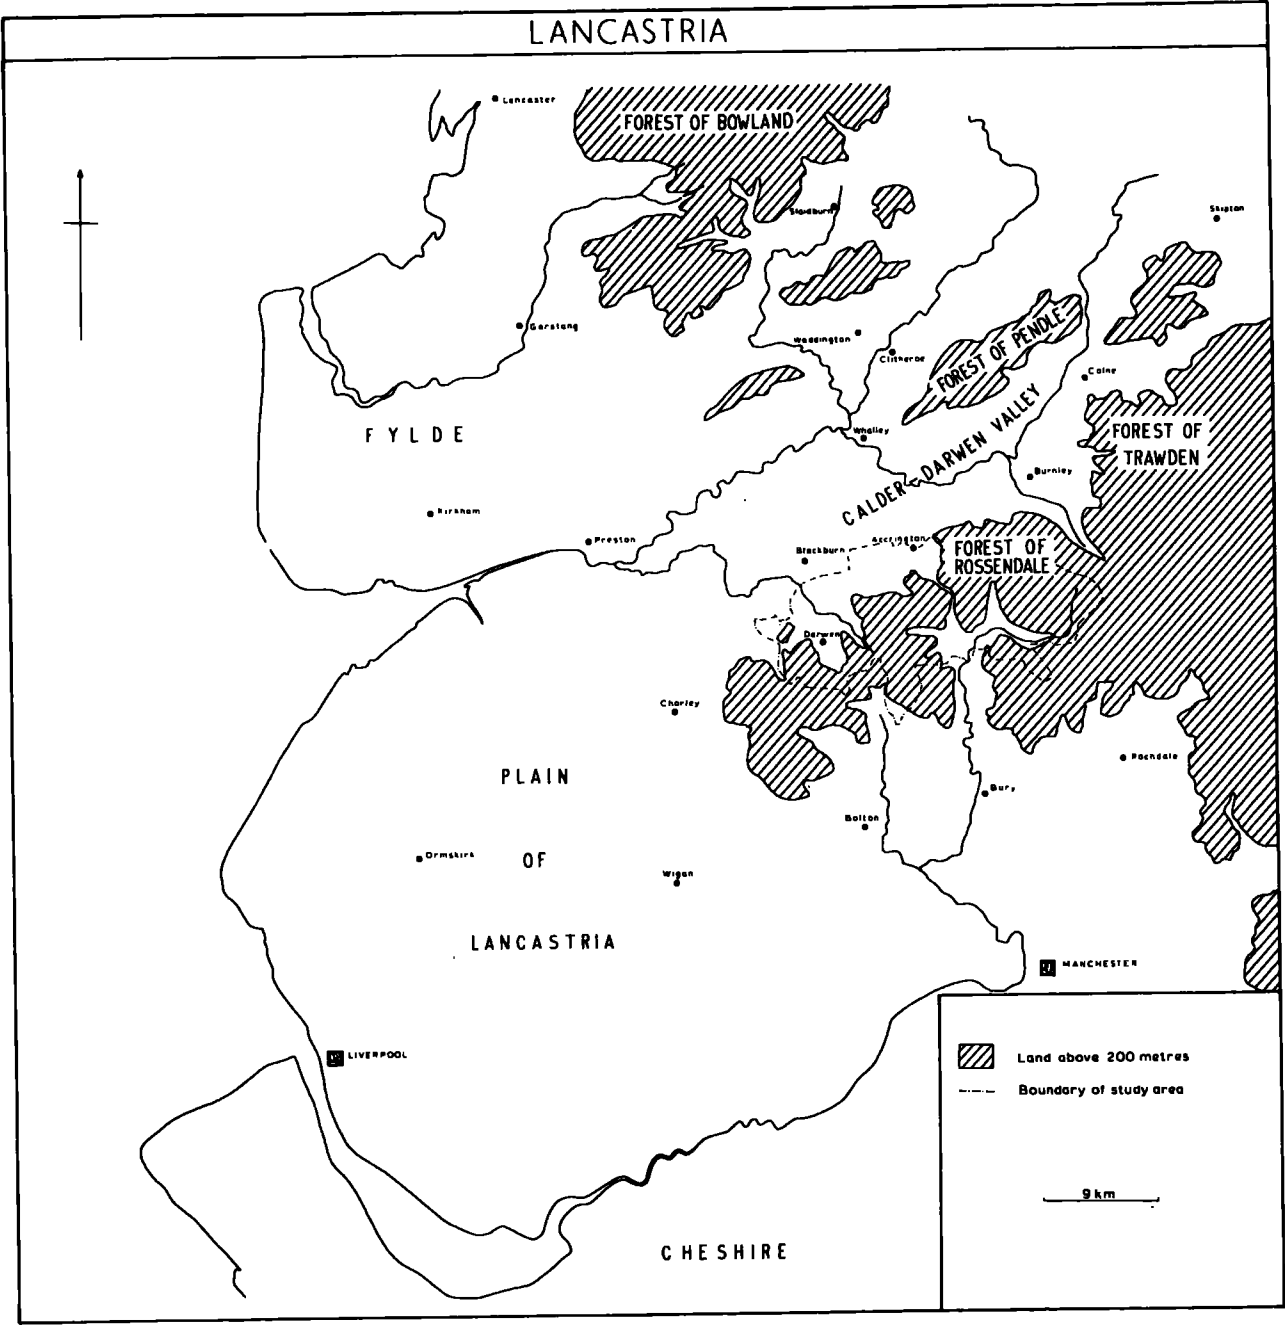 LANCASTRIA
Lancaster
FOREST OF BOWLAND
Slaidburn
Skipton
Garstang
Waddington
Clitheroe
FOREST OF PENDLE
Colne
FYLDE
Whalley
CALDER-DARWEN VALLEY
FOREST OF
TRAWDEN
Burnley
Kirkham
Preston
Blackburn
Accrington
FOREST OF
ROSSENDALE
Darwen
Chorley
Rochdale
PLAIN
Bury
Bolton
Ormskirk
OF
Wigan
LANCASTRIA
MANCHESTER
LIVERPOOL
Land above 200 metres
Boundary of study area
9 km
CHESHIRE